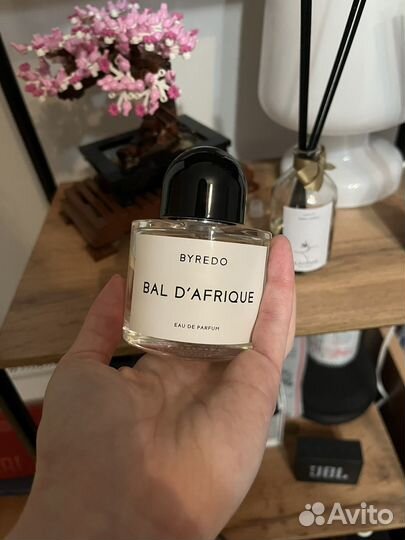 BYREDO
BAL D'AFRIQUE
EAU DE PARFUM
JBL
Avito